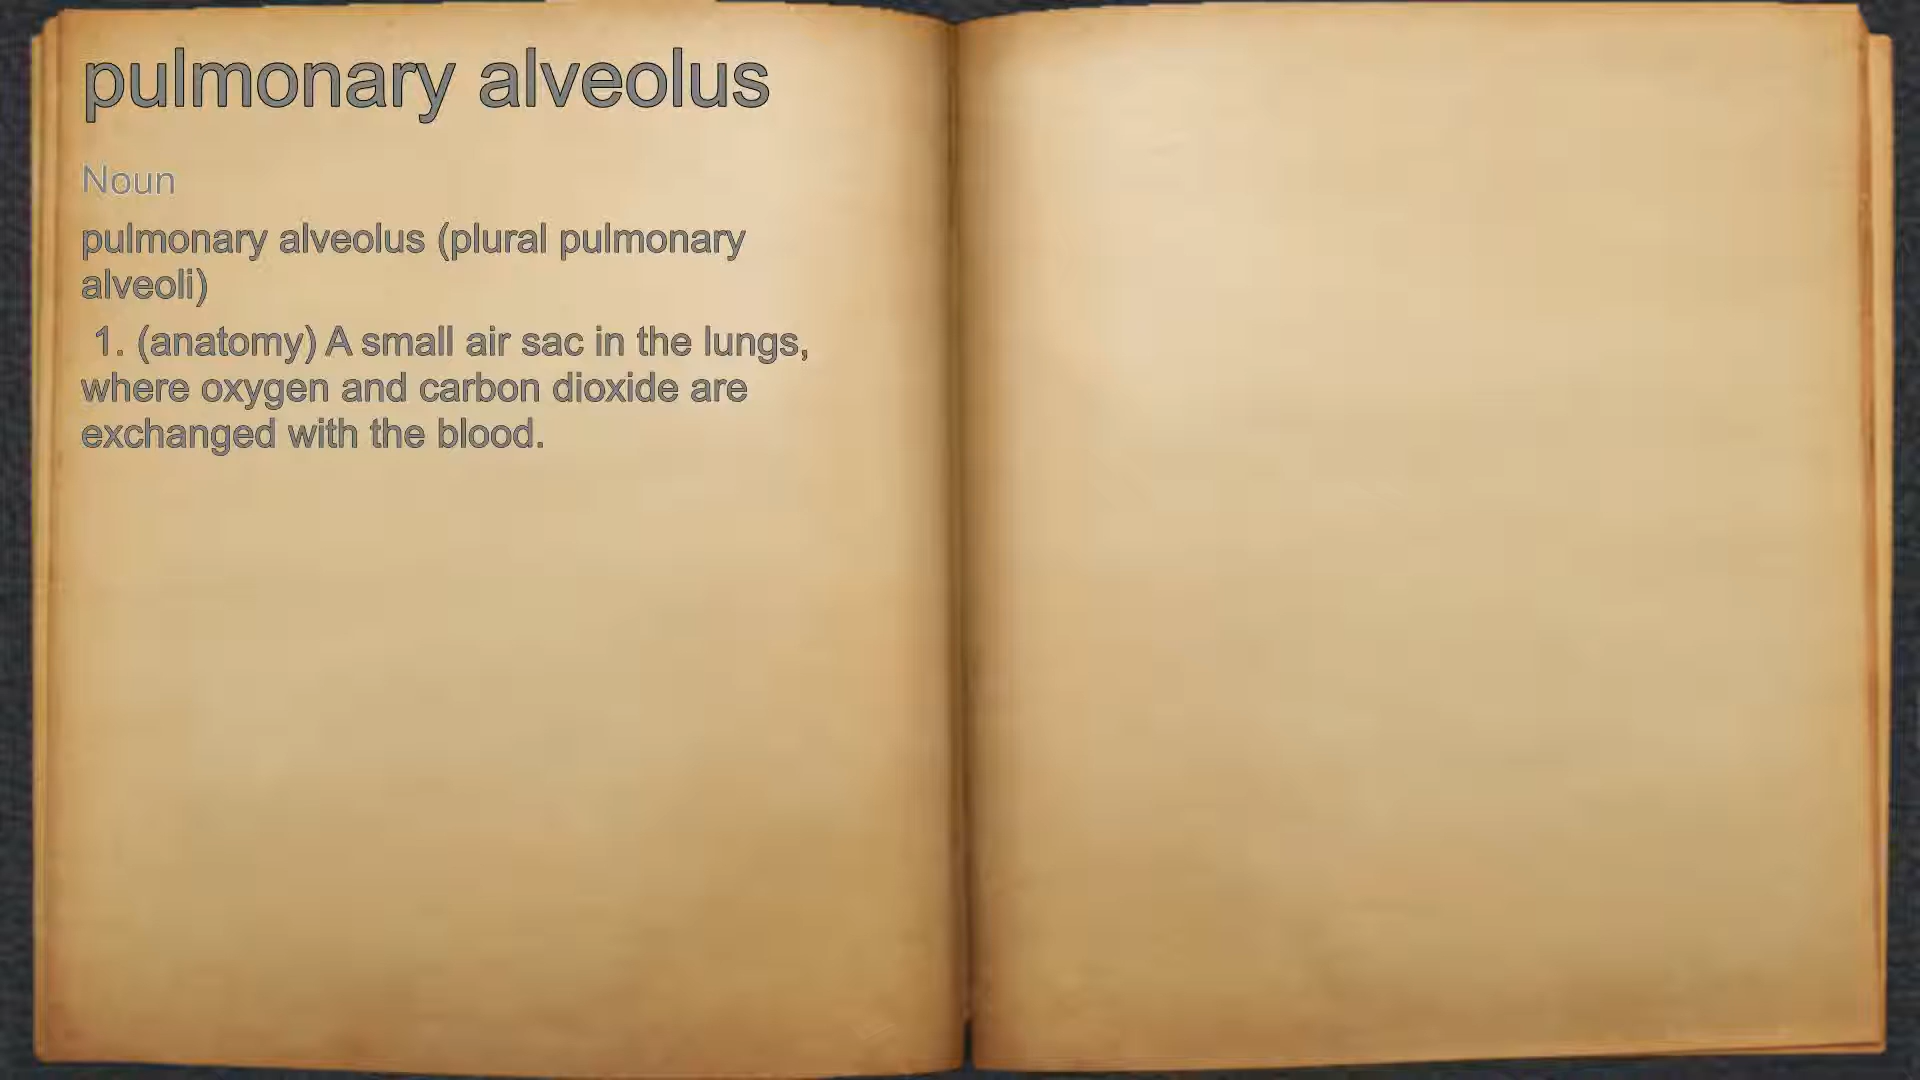 pulmonary alveolus
Noun
pulmonary alveolus (plural pulmonary
alveoli)
1. (anatomy) A small air sac in the lungs,
where oxygen and carbon dioxide are
exchanged with the blood.